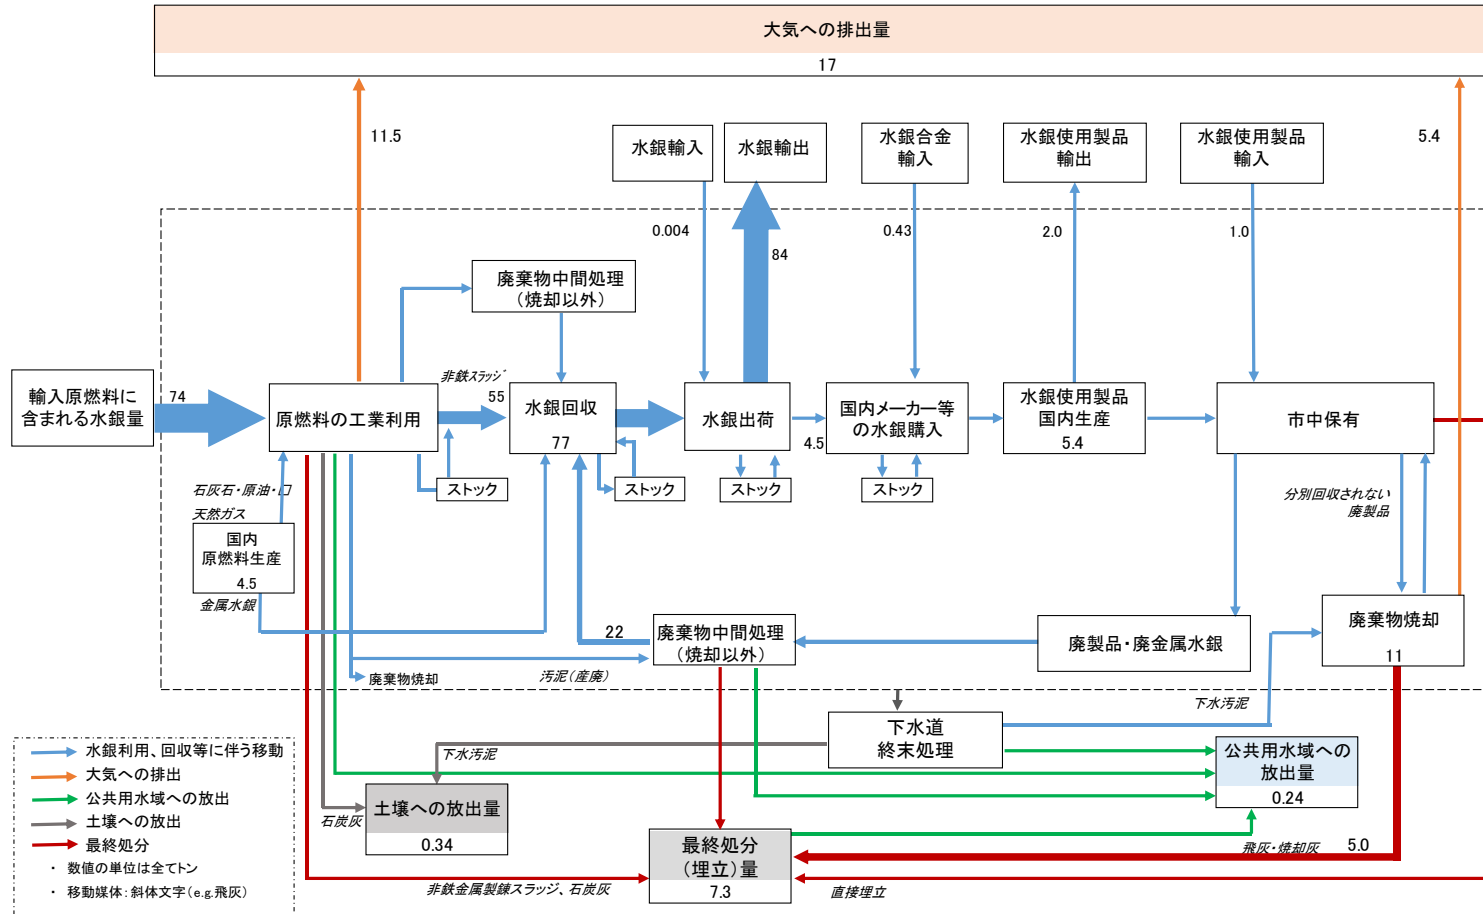 大気への排出量
17
11.5
5.4
水銀輸入
水銀輸出
水銀合金
輸入
水銀使用製品
輸出
水銀使用製品
輸入
0.004
84
0.43
2.0
1.0
廃棄物中間処理
(焼却以外)
輸入原燃料に
含まれる水銀量
74
原燃料の工業利用
非鉄スラッジ
55
水銀回収
77
水銀出荷
4.5
国内メーカー等
の水銀購入
水銀使用製品
国内生産
5.4
市中保有
ストック
ストック
ストック
ストック
石灰石・原油・ロ
天然ガス
国内
原燃料生産
4.5
金属水銀
分別回収されない
廃製品
22
廃棄物中間処理
(焼却以外)
廃製品・廃金属水銀
廃棄物焼却
11
汚泥(産廃)
廃棄物焼却
下水汚泥
下水道
終末処理
下水汚泥
公共用水域への
放出量
0.24
石炭灰
土壌への放出量
0.34
最終処分
(埋立)量
7.3
飛灰・焼却灰
5.0
非鉄金属製錬スラッジ、石炭灰
直接埋立
水銀利用、回収等に伴う移動
大気への排出
公共用水域への放出
土壌への放出
最終処分
・ 数値の単位は全てトン
・ 移動媒体:斜体文字(e.g.飛灰)